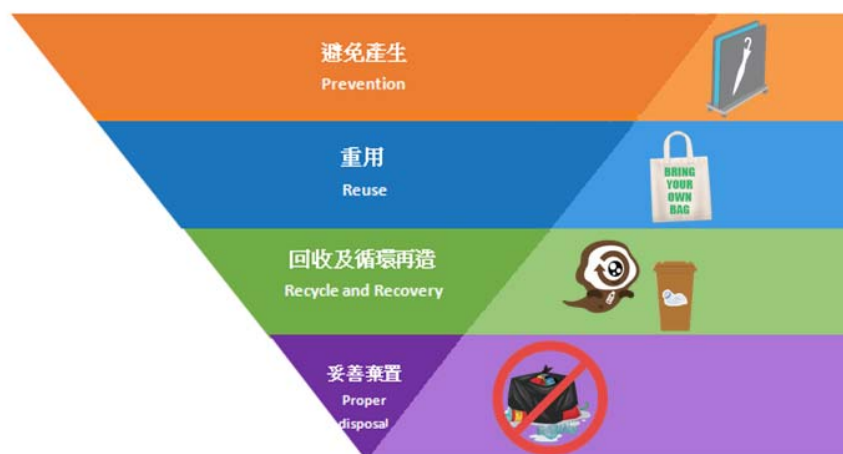 避免產生
Prevention
重用
Reuse
BRING
YOUR
OWN
BAG
回收及循環再造
Recycle and Recovery
妥善棄置
Proper
disposal